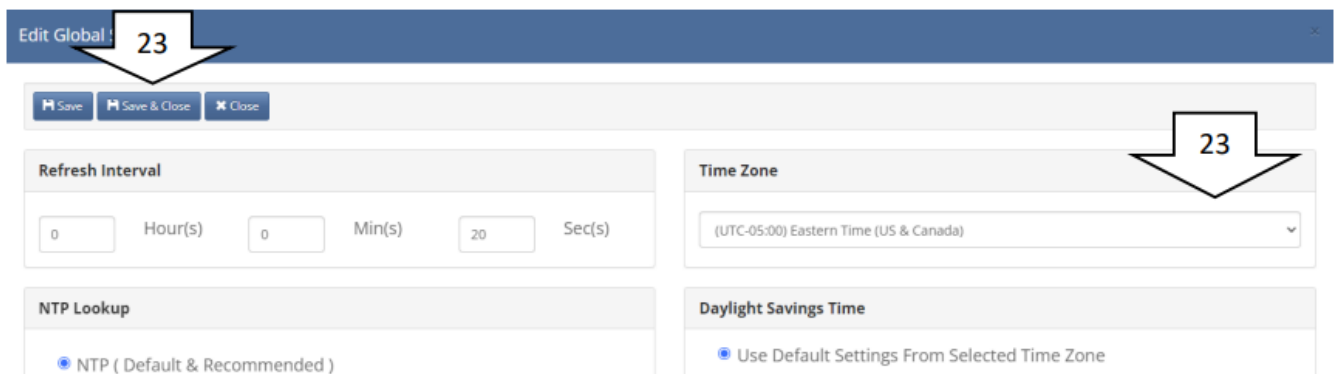 Edit Global
23
×
Save Save & Close Close
23
Refresh Interval
Time Zone
0 Hour(s) 0 Min(s) 20 Sec(s)
(UTC-05:00) Eastern Time (US & Canada)
NTP Lookup
Daylight Savings Time
NTP ( Default & Recommended )
Use Default Settings From Selected Time Zone